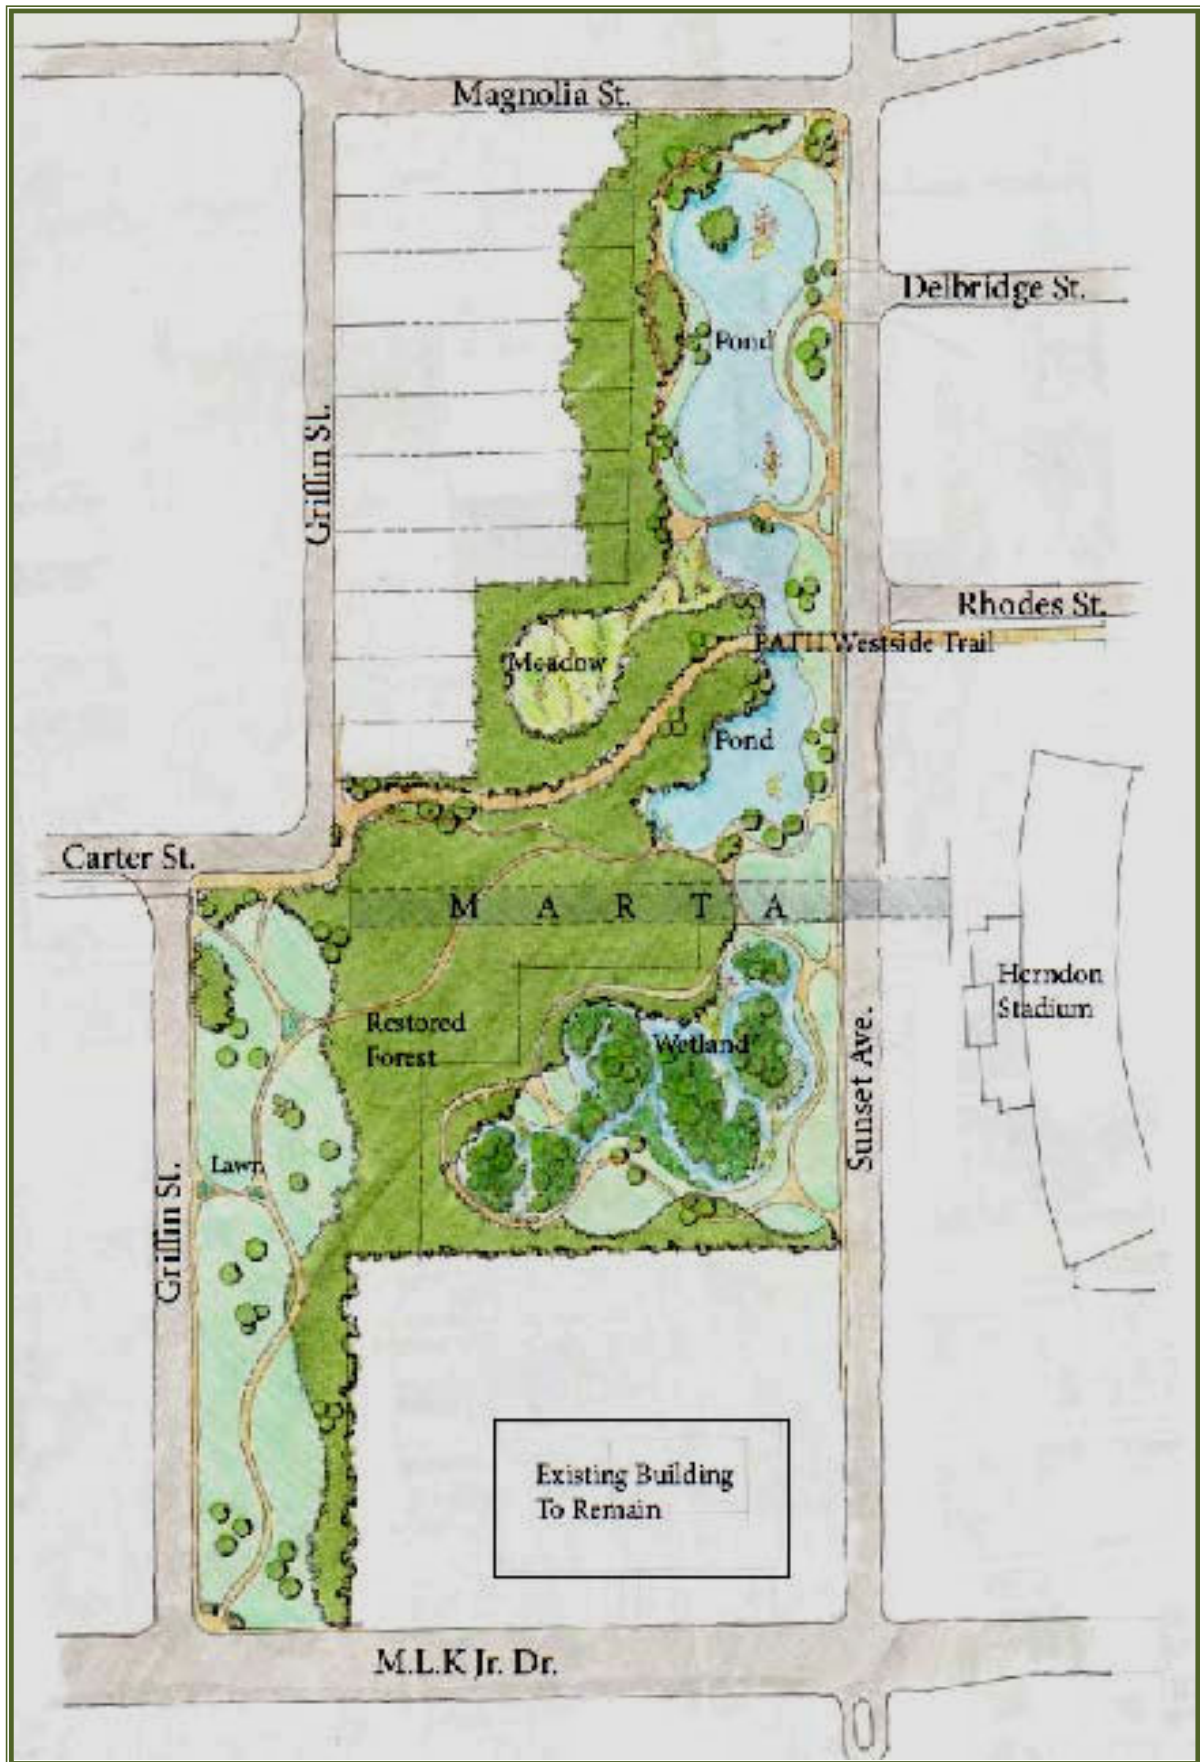 Magnolia St.
Delbridge St.
Pond
Griffin St.
Rhodes St.
PATH Westside Trail
Meadow
Pond
Carter St.
M A R T A
Herndon
Stadium
Restored
Forest
Wetland
Sunset Ave.
Lawn
Griffin St.
Existing Building
To Remain
M.L.K Jr. Dr.